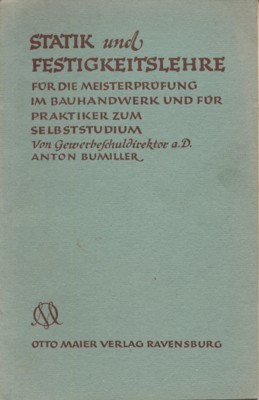 STATIK und
FESTIGKEITSLEHRE
FÜR DIE MEISTERPRÜFUNG
IM BAUHANDWERK UND FÜR
PRAKTIKER ZUM
SELBSTSTUDIUM
Von Gewerbeschuldirektor a.D.
ANTON BUMILLER
OTTO MAIER VERLAG RAVENSBURG